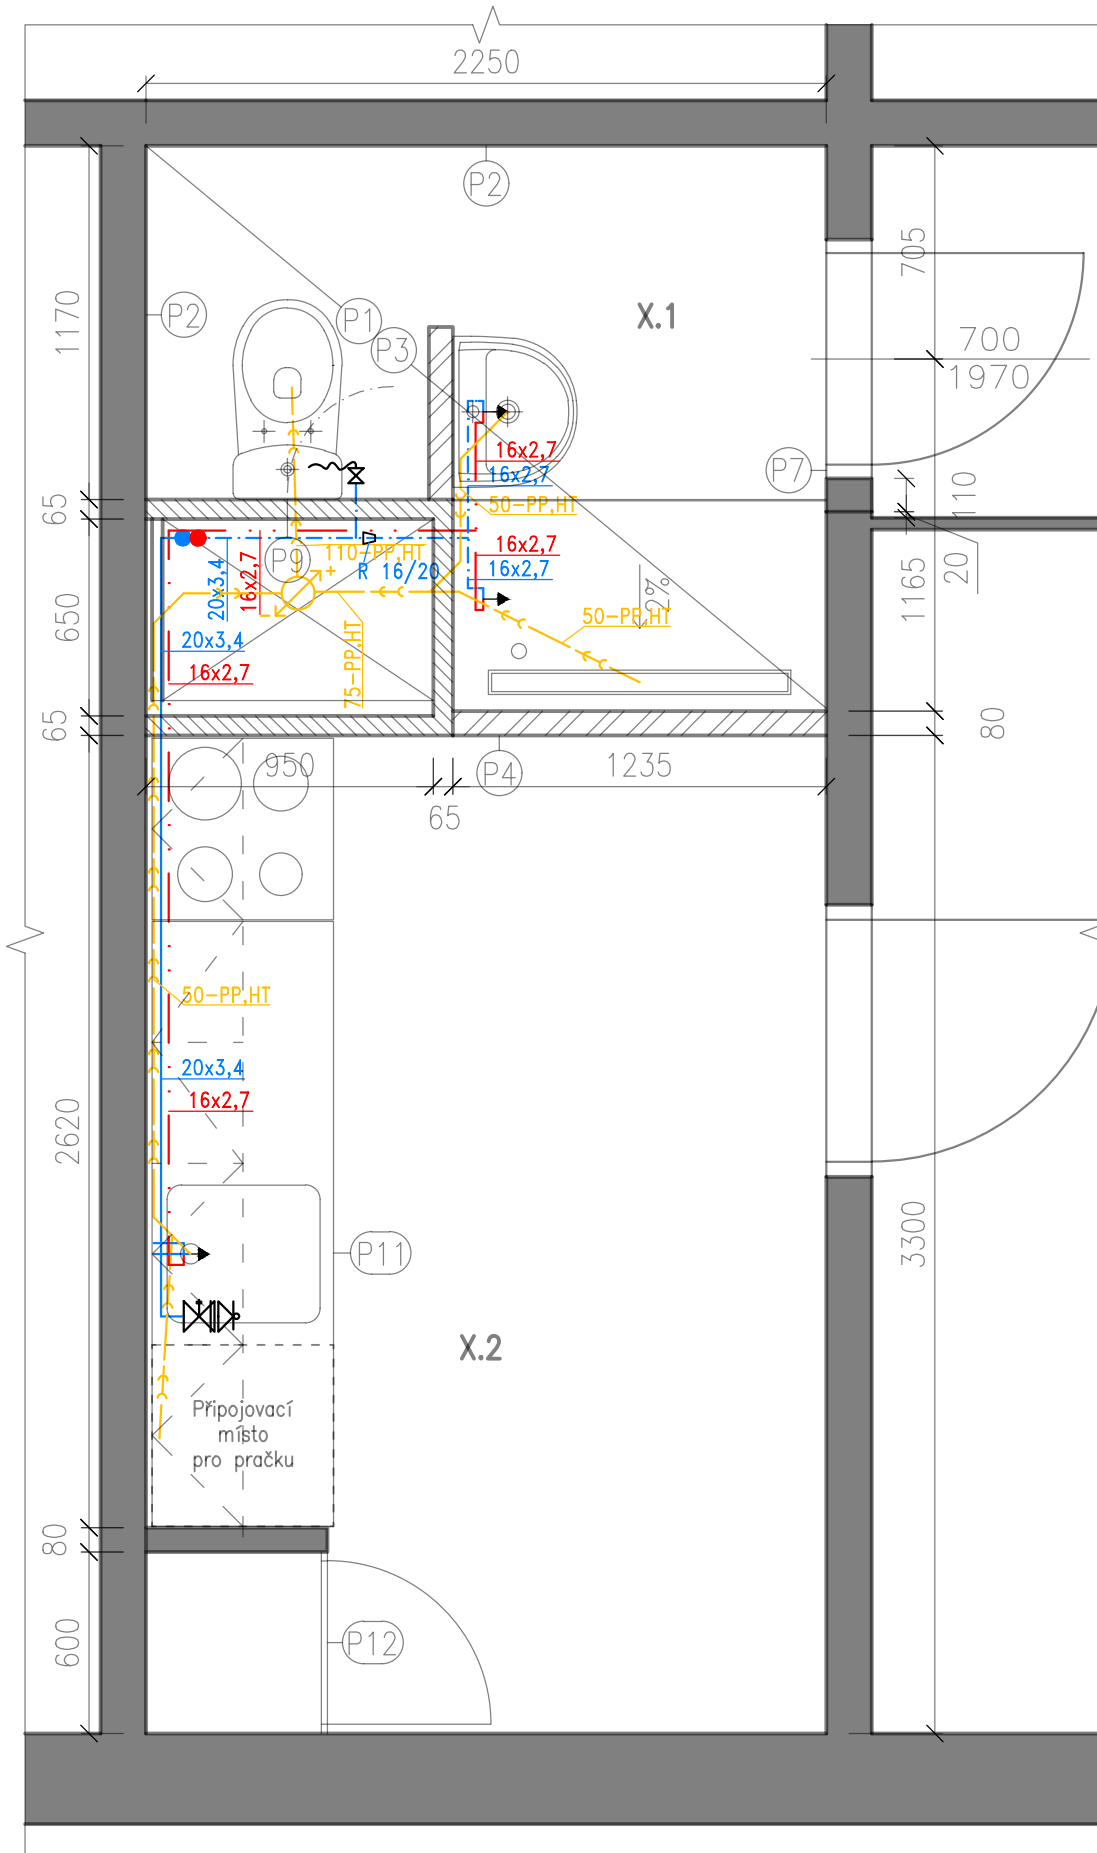 2250
P2
P2
P1
P3
X.1
705
700
1970
1170
P7
110
16x2,7
16x2,7
50-PP,HT
65
P9
110-PP,HT
R 16/20
16x2,7
16x2,7
20
1165
20x3,4
16x2,7
2%
50-PP,HT
650
20x3,4
16x2,7
75-PP,HT
65
80
950
P4
1235
65
50-PP,HT
20x3,4
16x2,7
2620
3300
P11
X.2
Připojovací
místo
pro pračku
80
600
P12